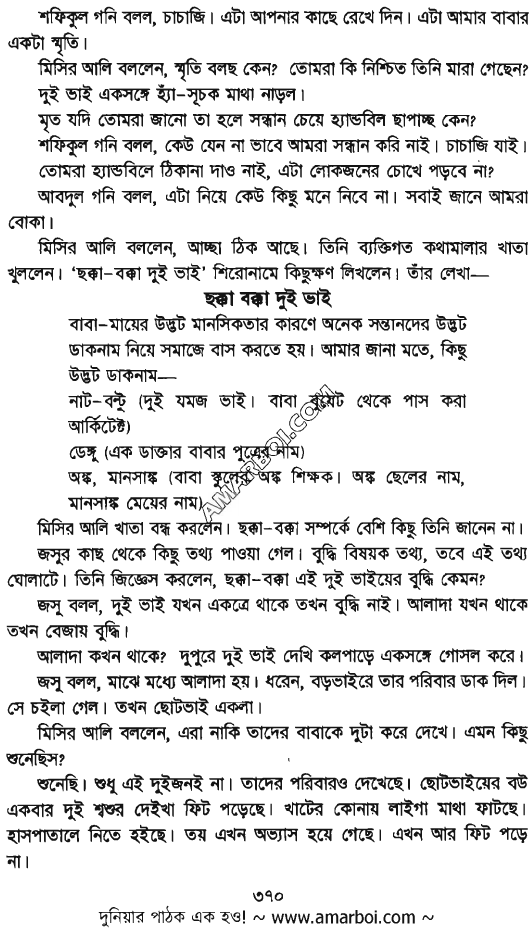 শফিকুল গনি বলল, চাচাজি। এটা আপনার কাছে রেখে দিন। এটা আমার বাবার
একটা স্মৃতি।
মিসির আলি বললেন, স্মৃতি বলছ কেন? তোমরা কি নিশ্চিত তিনি মারা গেছেন?
দুই ভাই একসঙ্গে হ্যাঁ-সূচক মাথা নাড়ল।
মৃত যদি তোমরা জানো তা হলে সন্ধান চেয়ে হ্যান্ডবিল ছাপাচ্ছ কেন?
শফিকুল গনি বলল, কেউ যেন না ভাবে আমরা সন্ধান করি নাই। চাচাজি যাই।
তোমরা হ্যান্ডবিলে ঠিকানা দাও নাই, এটা লোকজনের চোখে পড়বে না?
আবদুল গনি বলল, এটা নিয়ে কেউ কিছু মনে নিবে না। সবাই জানে আমরা
বোকা।
মিসির আলি বললেন, আচ্ছা ঠিক আছে। তিনি ব্যক্তিগত কথামালার খাতা
খুললেন। ‘ছক্কা-বক্কা দুই ভাই’ শিরোনামে কিছুক্ষণ লিখলেন। তাঁর লেখা—
ছক্কা বক্কা দুই ভাই
বাবা-মায়ের উদ্ভট মানসিকতার কারণে অনেক সন্তানদের উদ্ভট
ডাকনাম নিয়ে সমাজে বাস করতে হয়। আমার জানা মতে, কিছু
উদ্ভট ডাকনাম—
নাট-বল্টু (দুই যমজ ভাই। বাবা বুয়েট থেকে পাস করা
আর্কিটেক্ট)
ডেঙ্গু (এক ডাক্তার বাবার পুত্রের নাম)
অঙ্ক, মানসাঙ্ক (বাবা স্কুলের অঙ্ক শিক্ষক। অঙ্ক ছেলের নাম,
মানসাঙ্ক মেয়ের নাম)
মিসির আলি খাতা বন্ধ করলেন। ছক্কা-বক্কা সম্পর্কে বেশি কিছু তিনি জানেন না।
জসুর কাছ থেকে কিছু তথ্য পাওয়া গেল। বুদ্ধি বিষয়ক তথ্য, তবে এই তথ্য
ঘোলাটে। তিনি জিজ্ঞেস করলেন, ছক্কা-বক্কা এই দুই ভাইয়ের বুদ্ধি কেমন?
জসু বলল, দুই ভাই যখন একত্রে থাকে তখন বুদ্ধি নাই। আলাদা যখন থাকে
তখন বেজায় বুদ্ধি।
আলাদা কখন থাকে? দুপুরে দুই ভাই দেখি কলপাড়ে একসঙ্গে গোসল করে।
জসু বলল, মাঝে মধ্যে আলাদা হয়। ধরেন, বড়ভাইরে তার পরিবার ডাক দিল।
সে চইলা গেল। তখন ছোটভাই একলা।
মিসির আলি বললেন, এরা নাকি তাদের বাবাকে দুটা করে দেখে। এমন কিছু
শুনেছিস?
শুনেছি। শুধু এই দুইজনই না। তাদের পরিবারও দেখেছে। ছোটভাইয়ের বউ
একবার দুই শ্বশুর দেইখা ফিট পড়েছে। খাটের কোনায় লাইগা মাথা ফাটছে।
হাসপাতালে নিতে হইছে। তয় এখন অভ্যাস হয়ে গেছে। এখন আর ফিট পড়ে
না।
AMARBOI.COM
৩৭০
দুনিয়ার পাঠক এক হও! ~ www.amarboi.com ~